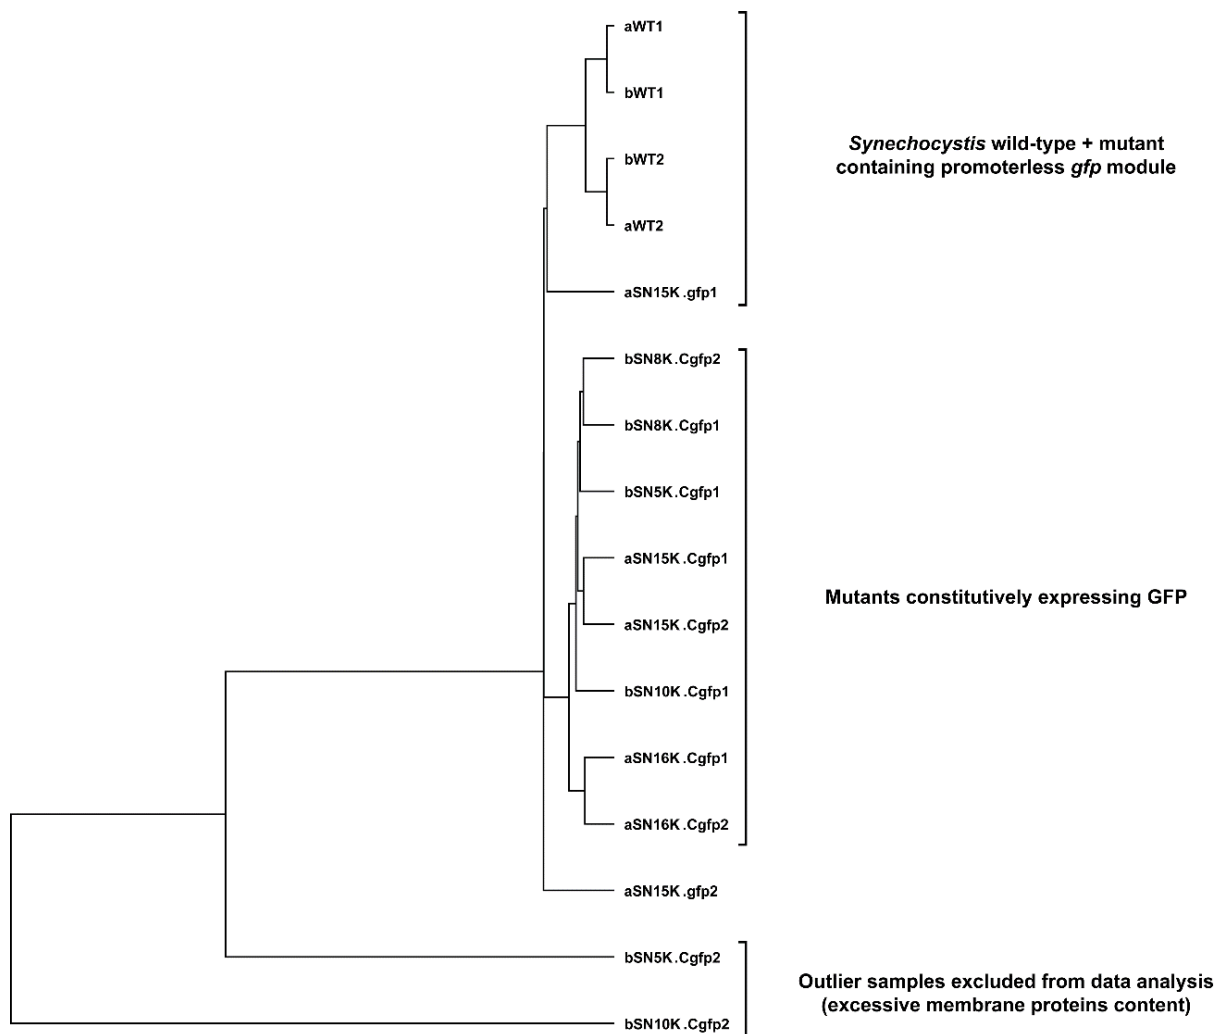 aWT1
bWT1
bWT2
aWT2
aSN15K.gfp1
Synechocystis wild-type + mutant
containing promoterless gfp module
bSN8K.Cgfp2
bSN8K.Cgfp1
bSN5K.Cgfp1
aSN15K.Cgfp1
aSN15K.Cgfp2
bSN10K.Cgfp1
aSN16K.Cgfp1
aSN16K.Cgfp2
Mutants constitutively expressing GFP
aSN15K.gfp2
bSN5K.Cgfp2
bSN10K.Cgfp2
Outlier samples excluded from data analysis
(excessive membrane proteins content)